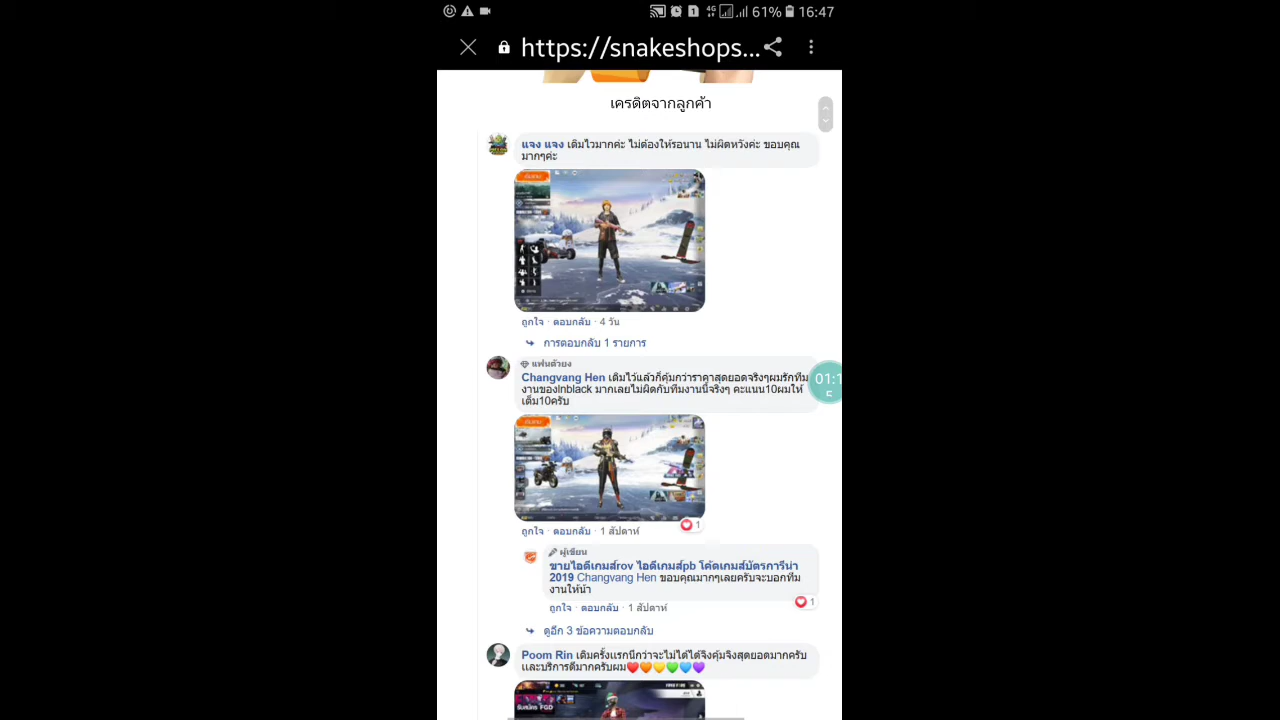 4G 61% 16:47
https://snakeshops...
เครดิตจากลูกค้า
แจง แจง เติมไวมากค่ะ ไม่ต้องให้รอนาน ไม่ผิดหวังค่ะ ขอบคุณ
มากๆค่ะ
ถูกใจ · ตอบกลับ · 4 วัน
การตอบกลับ 1 รายการ
แฟนตัวยง
Changvang Hen เติมไว้แล้วก็คุ้มกว่าราคาสุดยอดจริงๆผมรักทีม
งานของInblack มากเลยไม่ผิดกับทีมงานนี้จริงๆ คะแนน10ผมให้
เต็ม10ครับ
01:1
5
1
ถูกใจ · ตอบกลับ · 1 สัปดาห์
ผู้เขียน
ขายไอดีเกมส์rov ไอดีเกมส์pb โค้ดเกมส์บัตรการีน่า
2019 Changvang Hen ขอบคุณมากๆเลยครับจะบอกทีม
งานให้น้า
1
ถูกใจ · ตอบกลับ · 1 สัปดาห์
ดูอีก 3 ข้อความตอบกลับ
Poom Rin เติมครั้งแรกนึกว่าจะไม่ได้ได้จิงคุ้มจิงสุดยอดมากครับ
และบริการดีมากครับผม